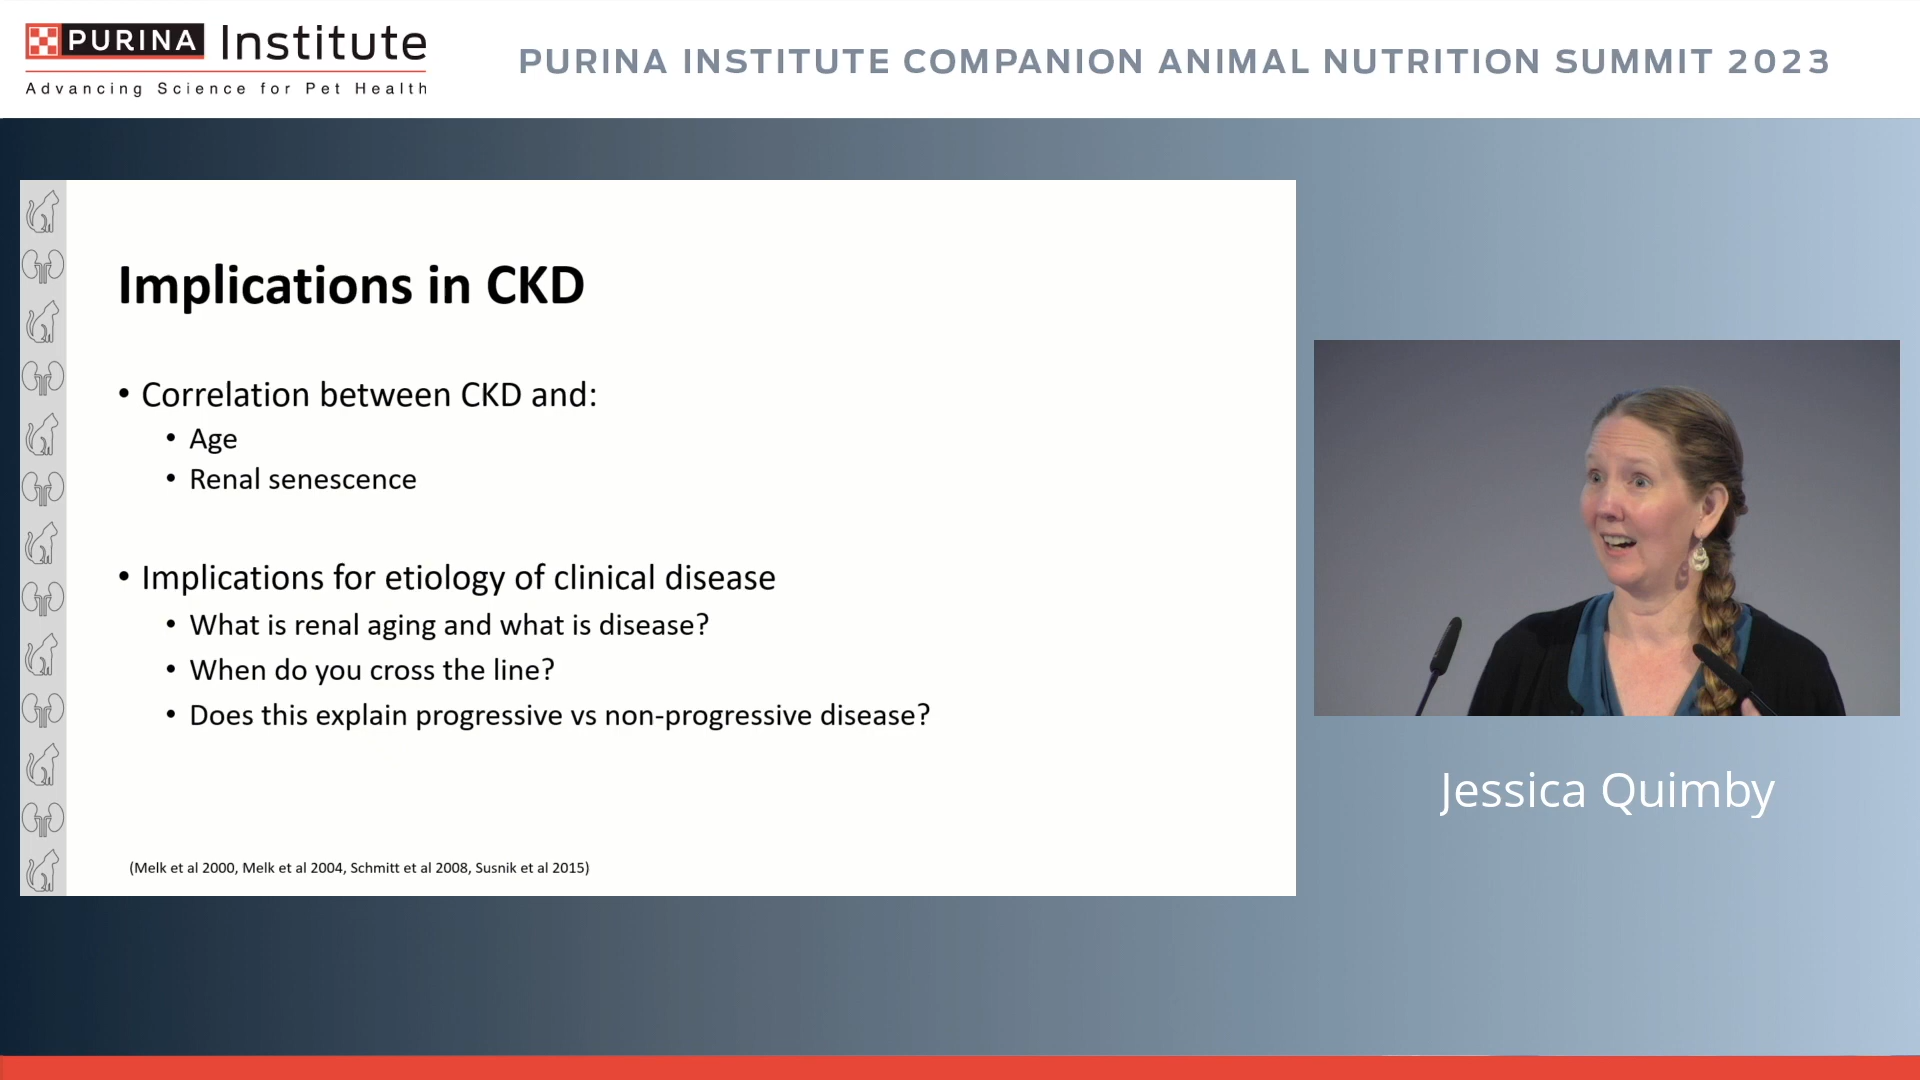 PURINA Institute
Advancing Science for Pet Health
PURINA INSTITUTE COMPANION ANIMAL NUTRITION SUMMIT 2023
Implications in CKD
• Correlation between CKD and:
• Age
• Renal senescence
• Implications for etiology of clinical disease
• What is renal aging and what is disease?
• When do you cross the line?
• Does this explain progressive vs non-progressive disease?
(Melk et al 2000, Melk et al 2004, Schmitt et al 2008, Susnik et al 2015)
Jessica Quimby